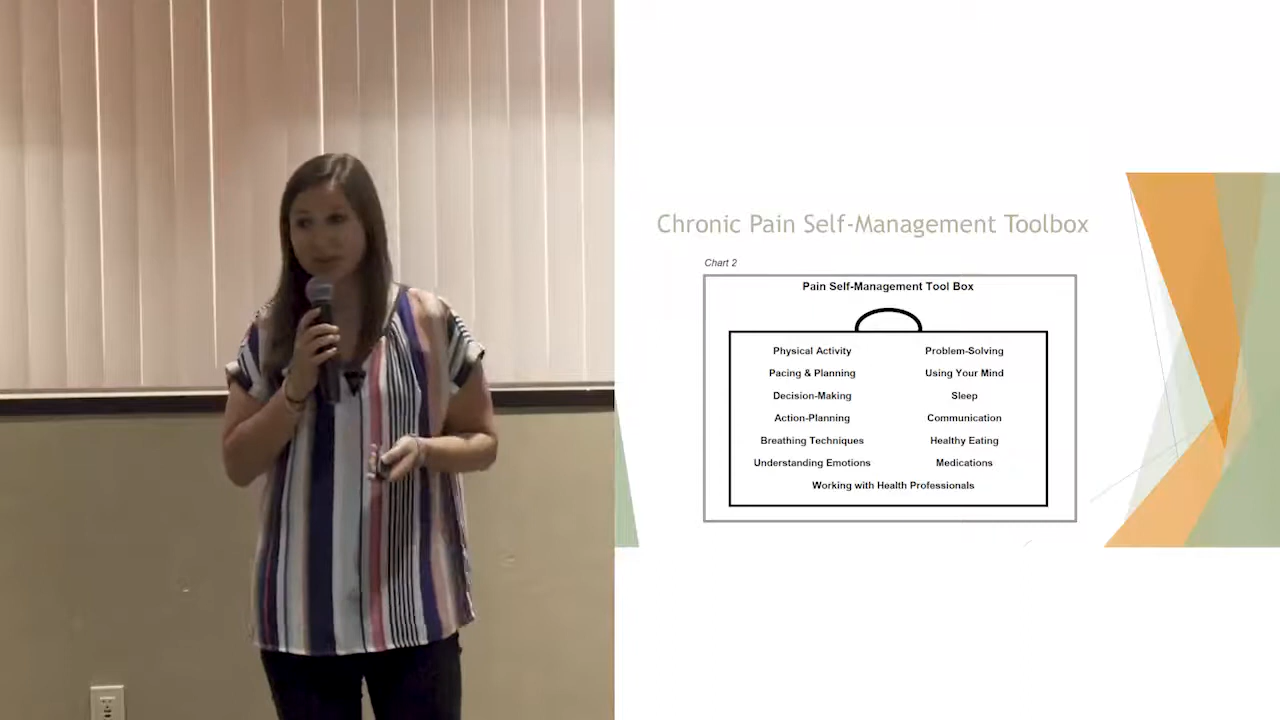 Chronic Pain Self-Management Toolbox
Chart 2
Pain Self-Management Tool Box
Physical Activity
Problem-Solving
Pacing & Planning
Using Your Mind
Decision-Making
Sleep
Action-Planning
Communication
Breathing Techniques
Healthy Eating
Understanding Emotions
Medications
Working with Health Professionals